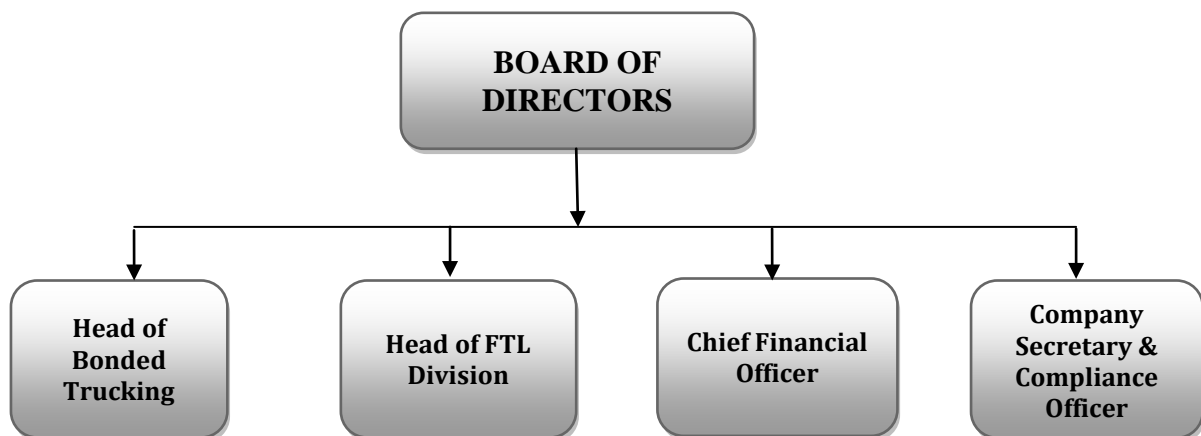 BOARD OF
DIRECTORS
Head of
Bonded
Trucking
Head of FTL
Division
Chief Financial
Officer
Company
Secretary &
Compliance
Officer